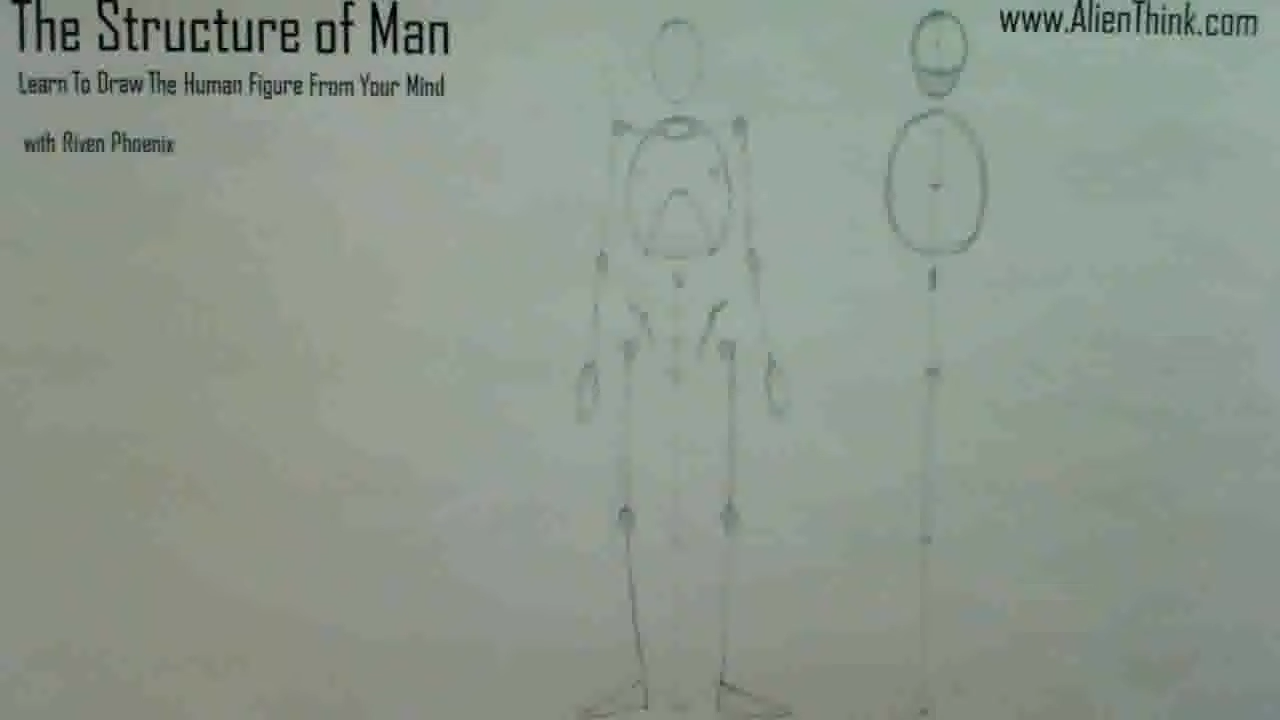 The Structure of Man
www.AlienThink.com
Learn To Draw The Human Figure From Your Mind
with Riven Phoenix